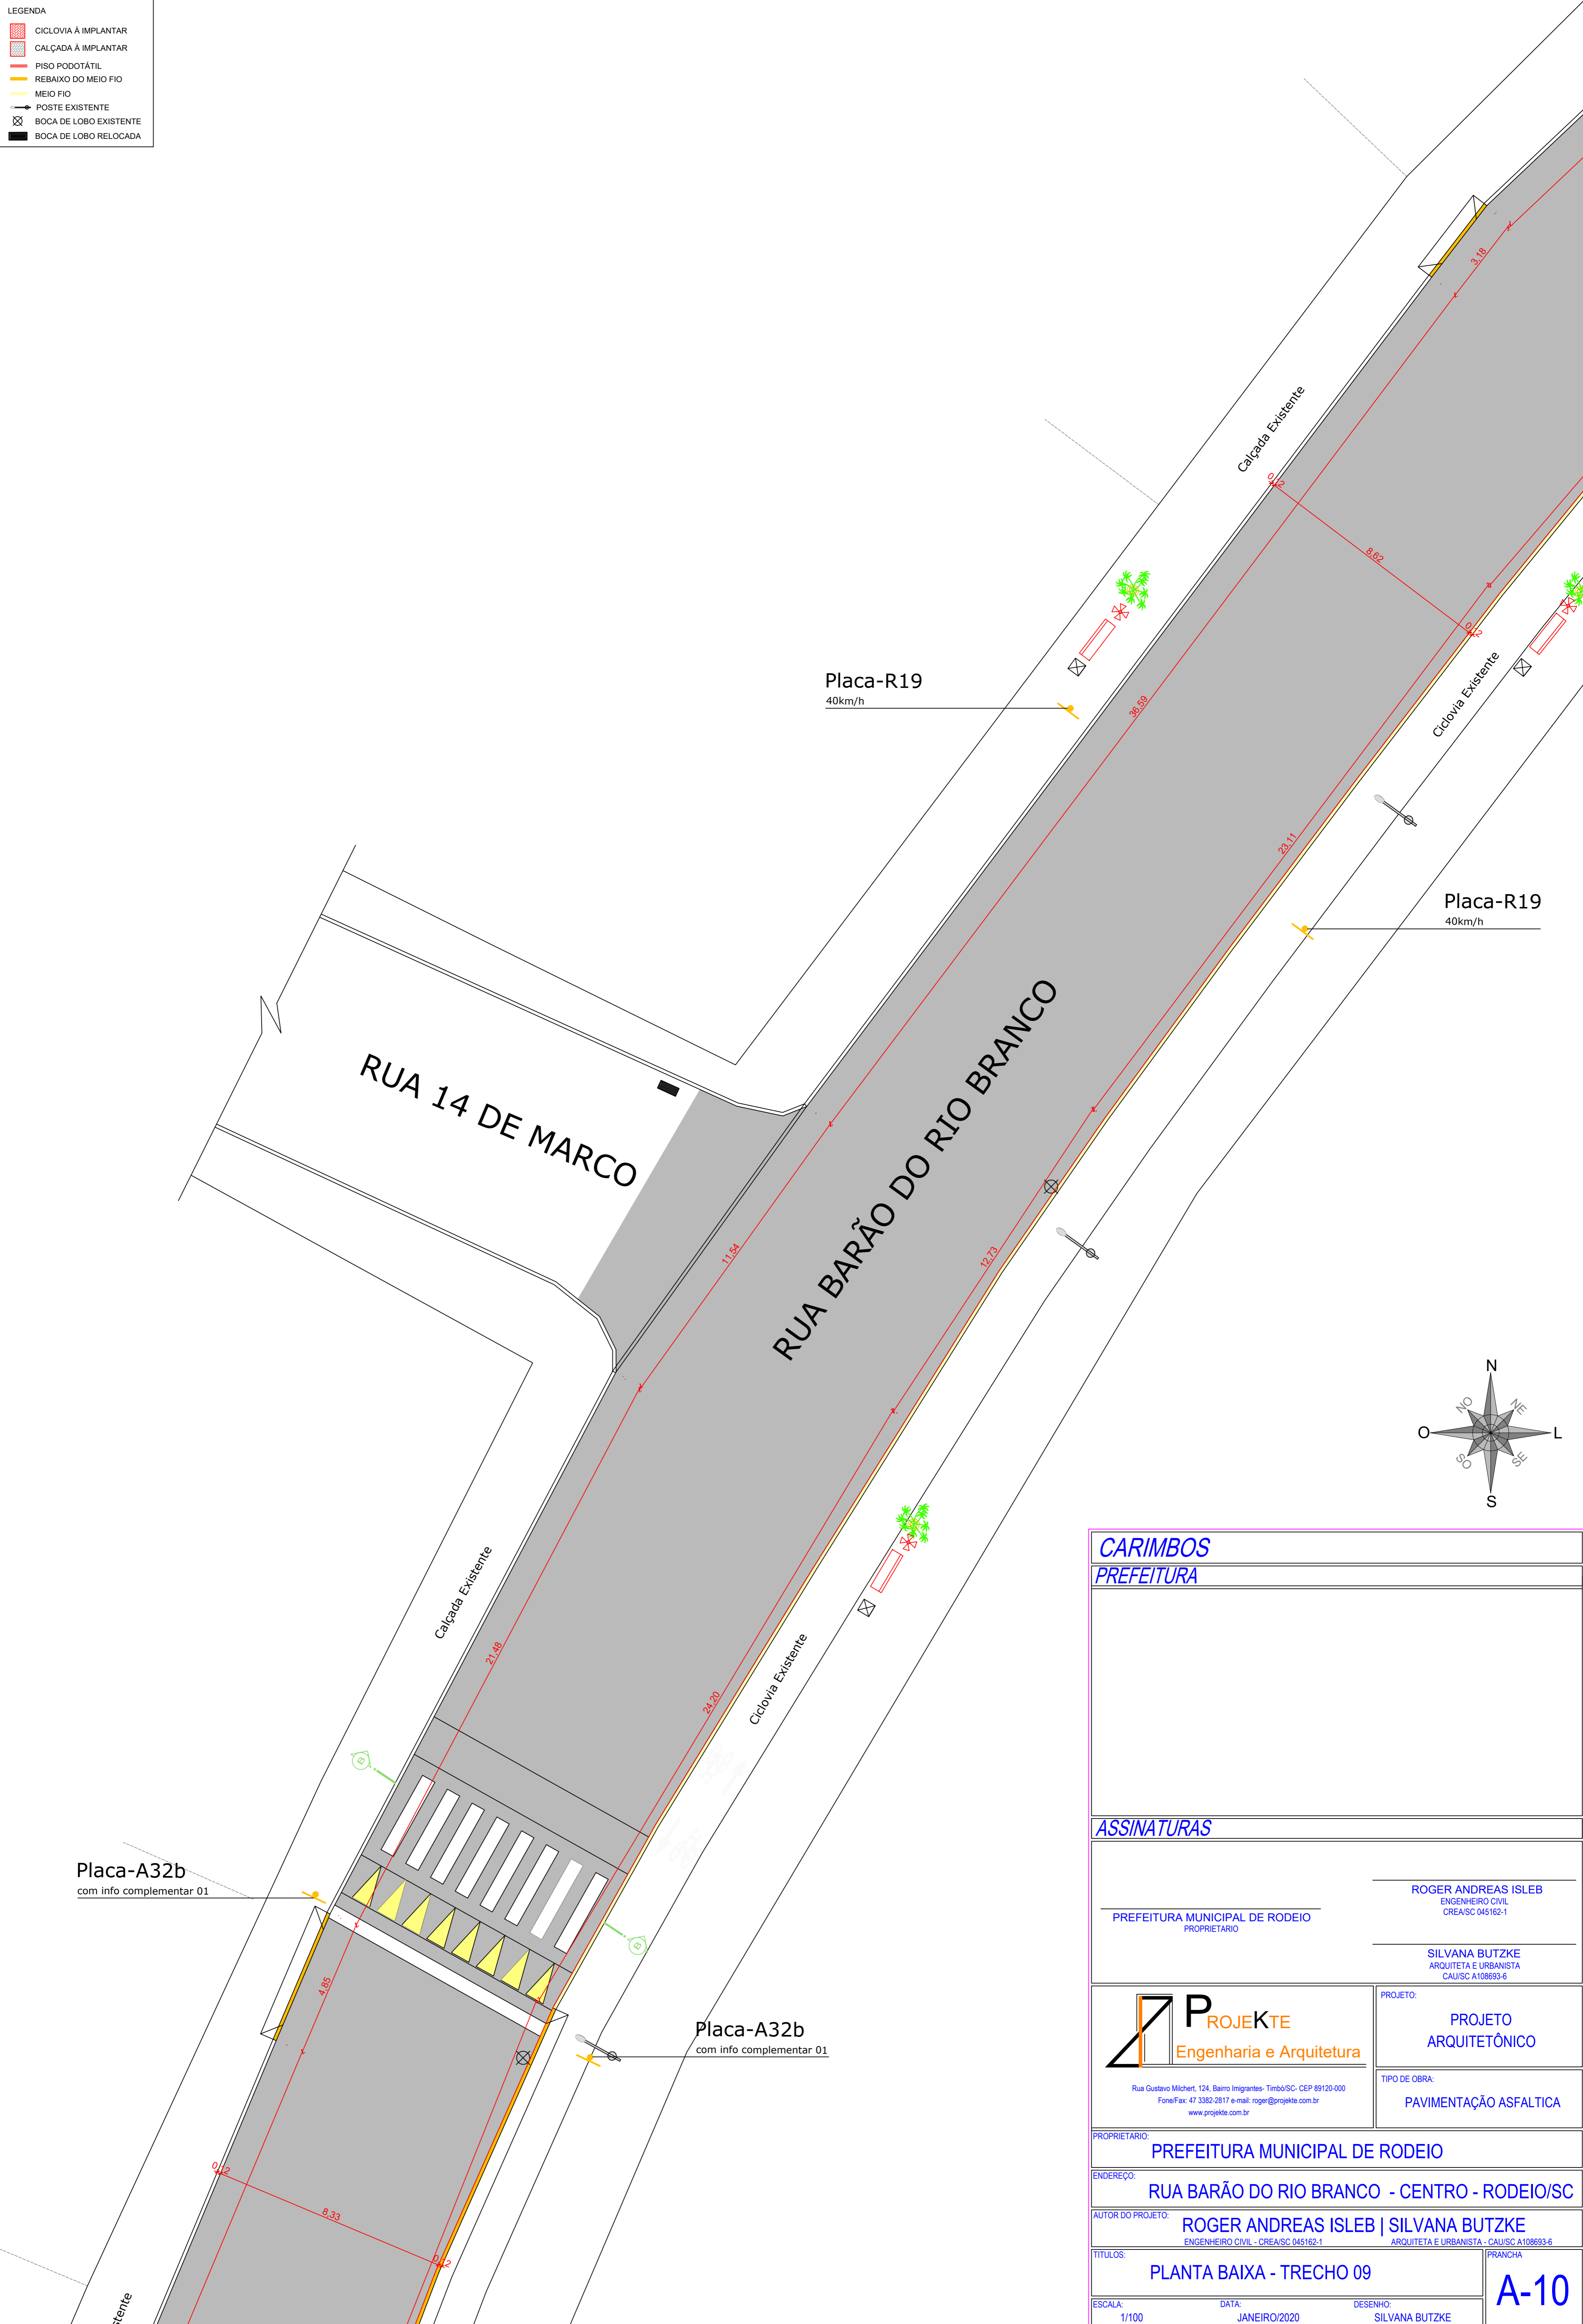 LEGENDA
CICLOVIA À IMPLANTAR
CALÇADA À IMPLANTAR
PISO PODOTÁTIL
REBAIXO DO MEIO FIO
MEIO FIO
POSTE EXISTENTE
BOCA DE LOBO EXISTENTE
BOCA DE LOBO RELOCADA
3,18
Calçada Existente
0,12
8,62
0,12
Ciclovia Existente
Placa-R19
40km/h
36,59
23,11
Placa-R19
40km/h
RUA 14 DE MARCO
RUA BARÃO DO RIO BRANCO
11,54
12,73
N
NO
NE
O
L
SO
SE
S
Calçada Existente
21,48
24,20
Ciclovia Existente
B
B
Placa-A32b
com info complementar 01
4,85
Placa-A32b
com info complementar 01
0,12
8,33
0,12
stente
CARIMBOS
PREFEITURA
ASSINATURAS
PREFEITURA MUNICIPAL DE RODEIO
PROPRIETARIO
ROGER ANDREAS ISLEB
ENGENHEIRO CIVIL
CREA/SC 045162-1
SILVANA BUTZKE
ARQUITETA E URBANISTA
CAU/SC A108693-6
PROJEKTE
Engenharia e Arquitetura
Rua Gustavo Milchert, 124, Bairro Imigrantes- Timbó/SC- CEP 89120-000
Fone/Fax: 47 3382-2817 e-mail: roger@projekte.com.br
www.projekte.com.br
PROJETO:
PROJETO
ARQUITETÔNICO
TIPO DE OBRA:
PAVIMENTAÇÃO ASFALTICA
PROPRIETARIO:
PREFEITURA MUNICIPAL DE RODEIO
ENDEREÇO:
RUA BARÃO DO RIO BRANCO - CENTRO - RODEIO/SC
AUTOR DO PROJETO:
ROGER ANDREAS ISLEB | SILVANA BUTZKE
ENGENHEIRO CIVIL - CREA/SC 045162-1 ARQUITETA E URBANISTA - CAU/SC A108693-6
TITULOS:
PLANTA BAIXA - TRECHO 09
PRANCHA
A-10
ESCALA:
1/100
DATA:
JANEIRO/2020
DESENHO:
SILVANA BUTZKE